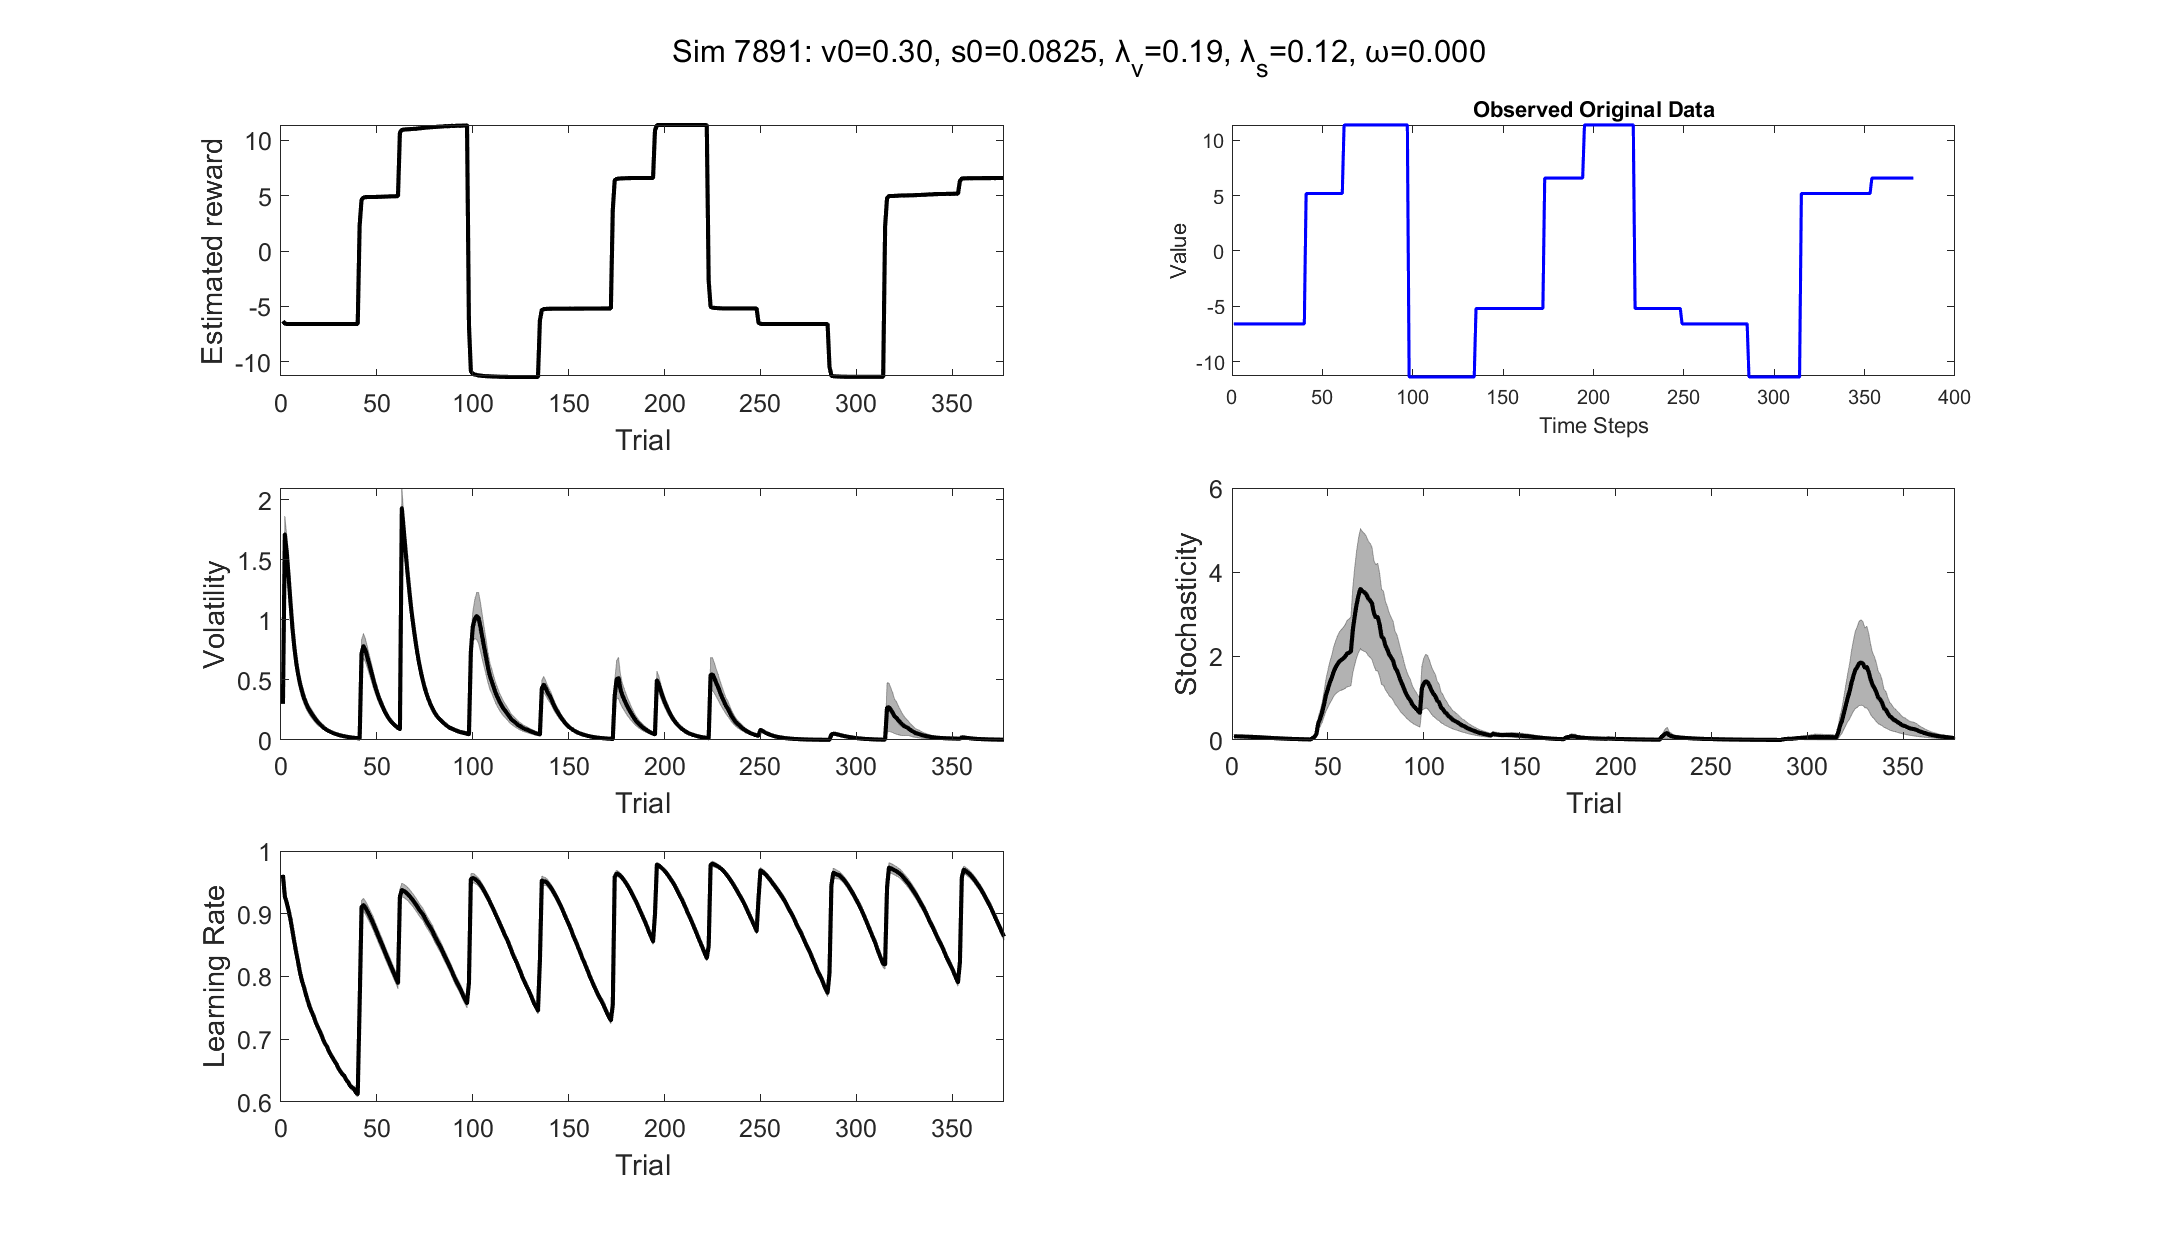 Sim 7891: v0=0.30, s0=0.0825, λ_v=0.19, λ_s=0.12, ω=0.000
Estimated reward
10
5
0
-5
-10
0 50 100 150 200 250 300 350
Trial
Observed Original Data
Value
10
5
0
-5
-10
0 50 100 150 200 250 300 350 400
Time Steps
Volatility
2
1.5
1
0.5
0
0 50 100 150 200 250 300 350
Trial
Stochasticity
6
4
2
0
0 50 100 150 200 250 300 350
Trial
Learning Rate
1
0.9
0.8
0.7
0.6
0 50 100 150 200 250 300 350
Trial